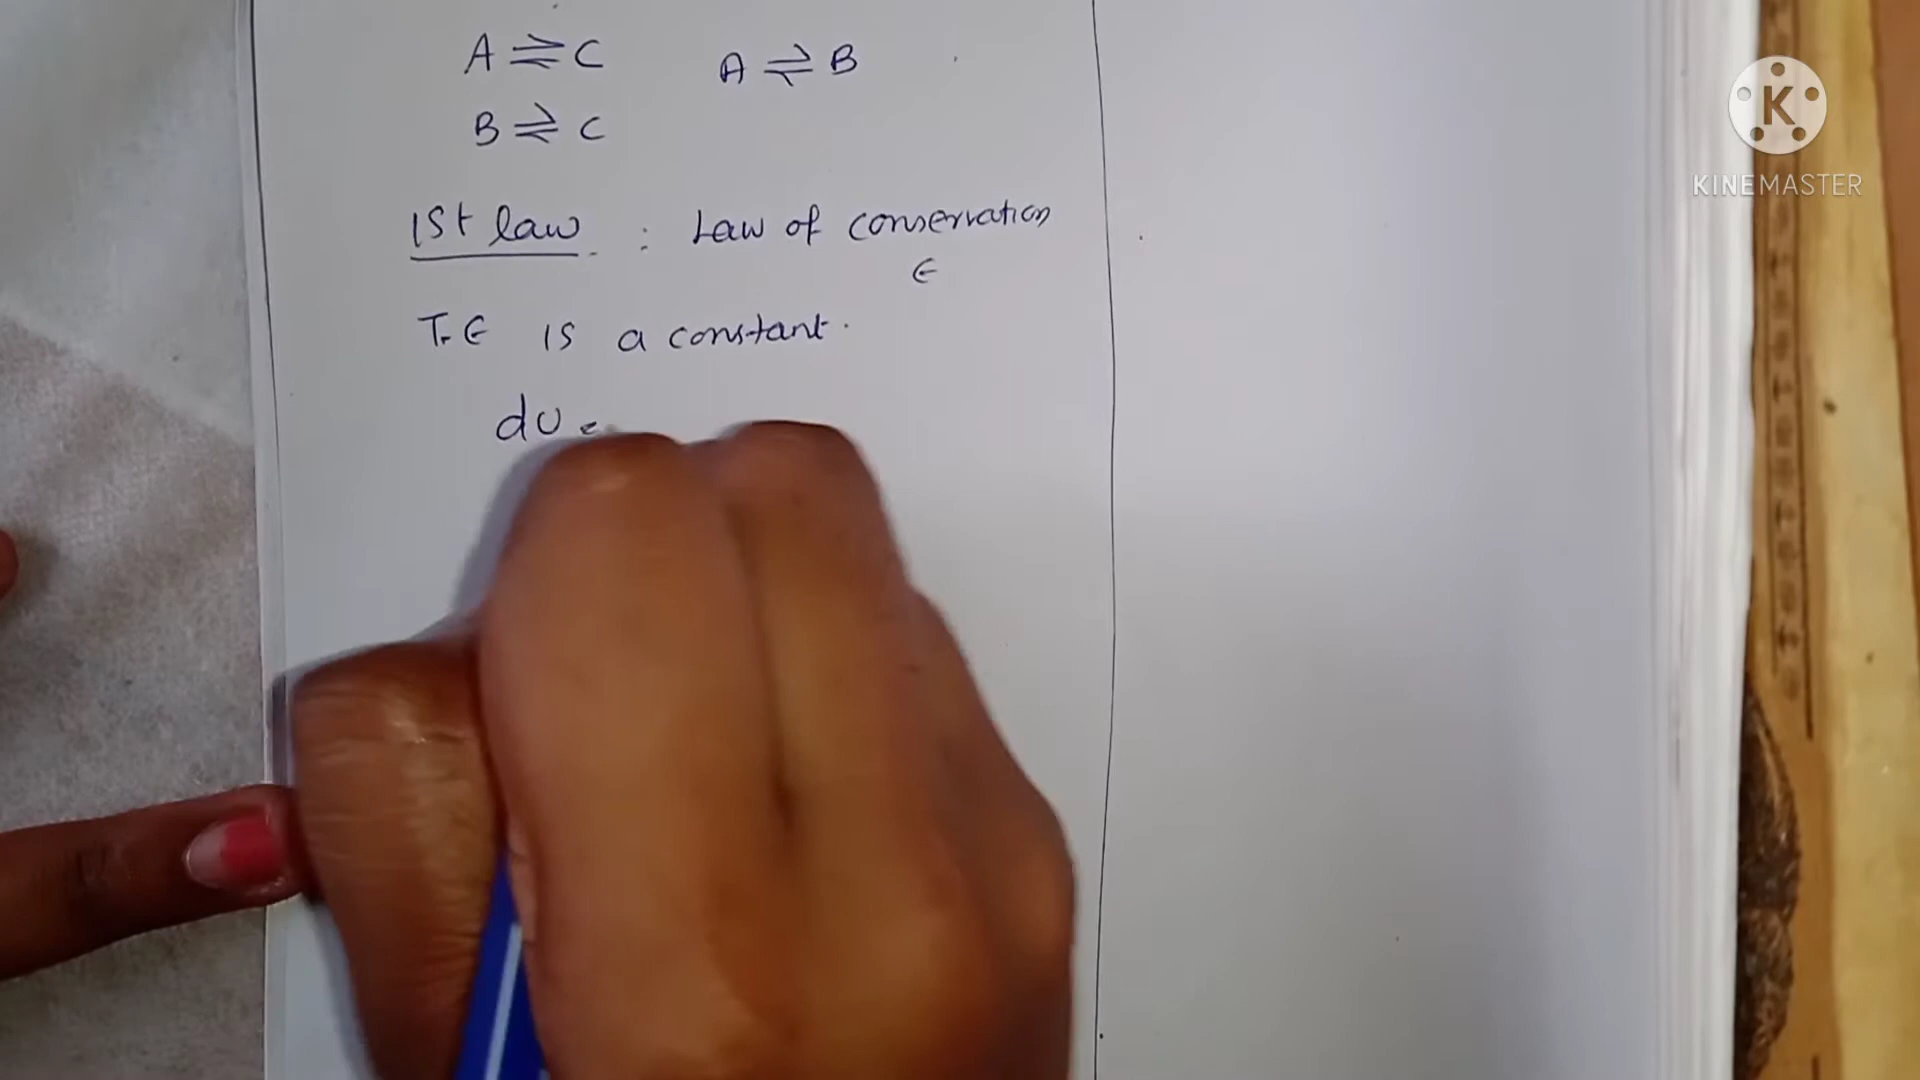 A ⇌ C A ⇌ B
B ⇌ C
1st law : Law of conservation
E
T.E is a constant.
dU =
K
KINEMASTER